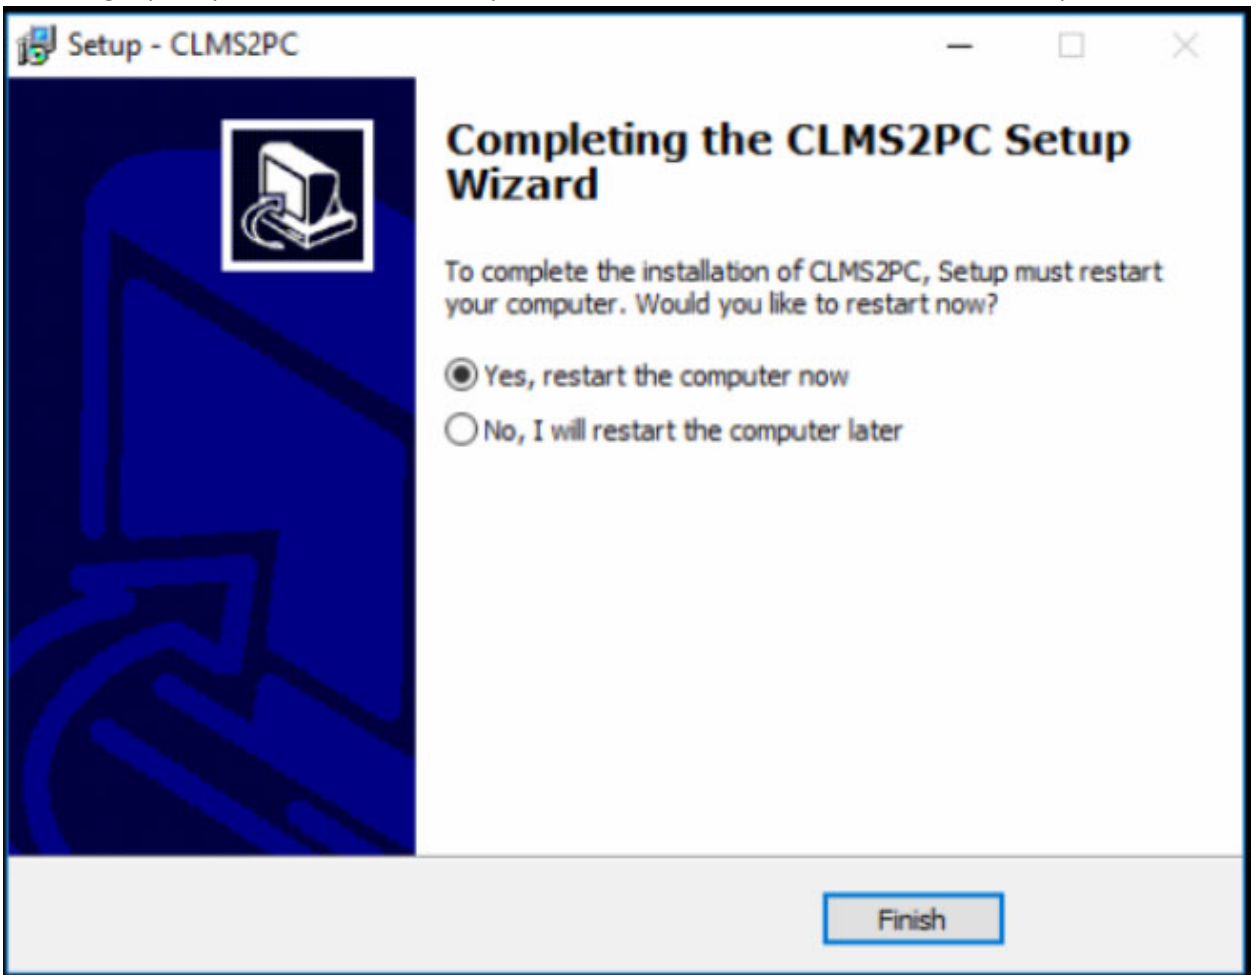 Setup - CLMS2PC
Completing the CLMS2PC Setup
Wizard
To complete the installation of CLMS2PC, Setup must restart
your computer. Would you like to restart now?
Yes, restart the computer now
No, I will restart the computer later
Finish